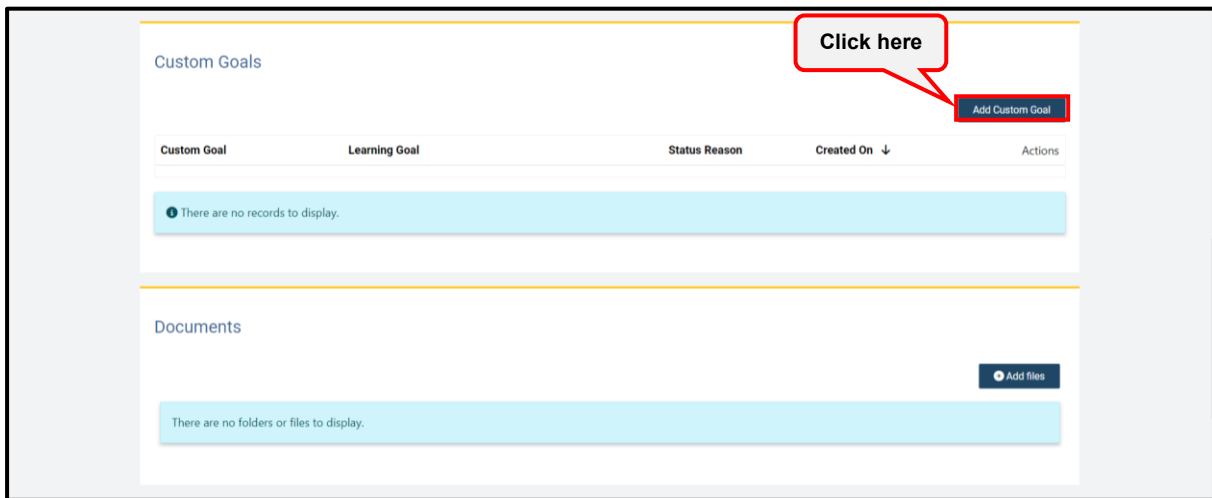 Click here
Custom Goals
Add Custom Goal
Custom Goal Learning Goal Status Reason Created On ↓ Actions
There are no records to display.
Documents
Add files
There are no folders or files to display.